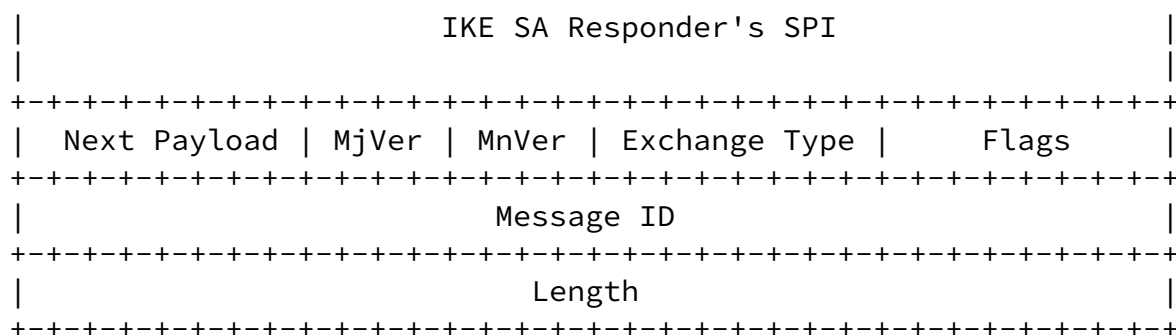 |                       IKE SA Responder's SPI                  |
|                                                               |
+-+-+-+-+-+-+-+-+-+-+-+-+-+-+-+-+-+-+-+-+-+-+-+-+-+-+-+-+-+-+-+-+
|  Next Payload | MjVer | MnVer | Exchange Type |     Flags     |
+-+-+-+-+-+-+-+-+-+-+-+-+-+-+-+-+-+-+-+-+-+-+-+-+-+-+-+-+-+-+-+-+
|                          Message ID                           |
+-+-+-+-+-+-+-+-+-+-+-+-+-+-+-+-+-+-+-+-+-+-+-+-+-+-+-+-+-+-+-+-+
|                            Length                             |
+-+-+-+-+-+-+-+-+-+-+-+-+-+-+-+-+-+-+-+-+-+-+-+-+-+-+-+-+-+-+-+-+